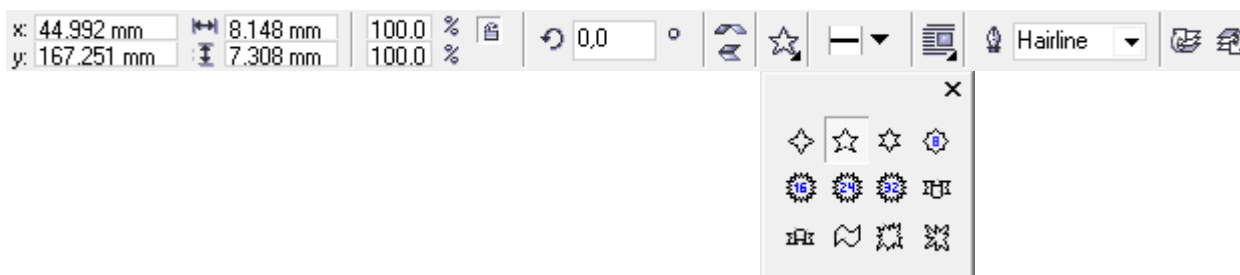 x: 44.992 mm 8.148 mm 100.0 % 0,0 ° Hairline
y: 167.251 mm 7.308 mm 100.0 %
8
16 24 32